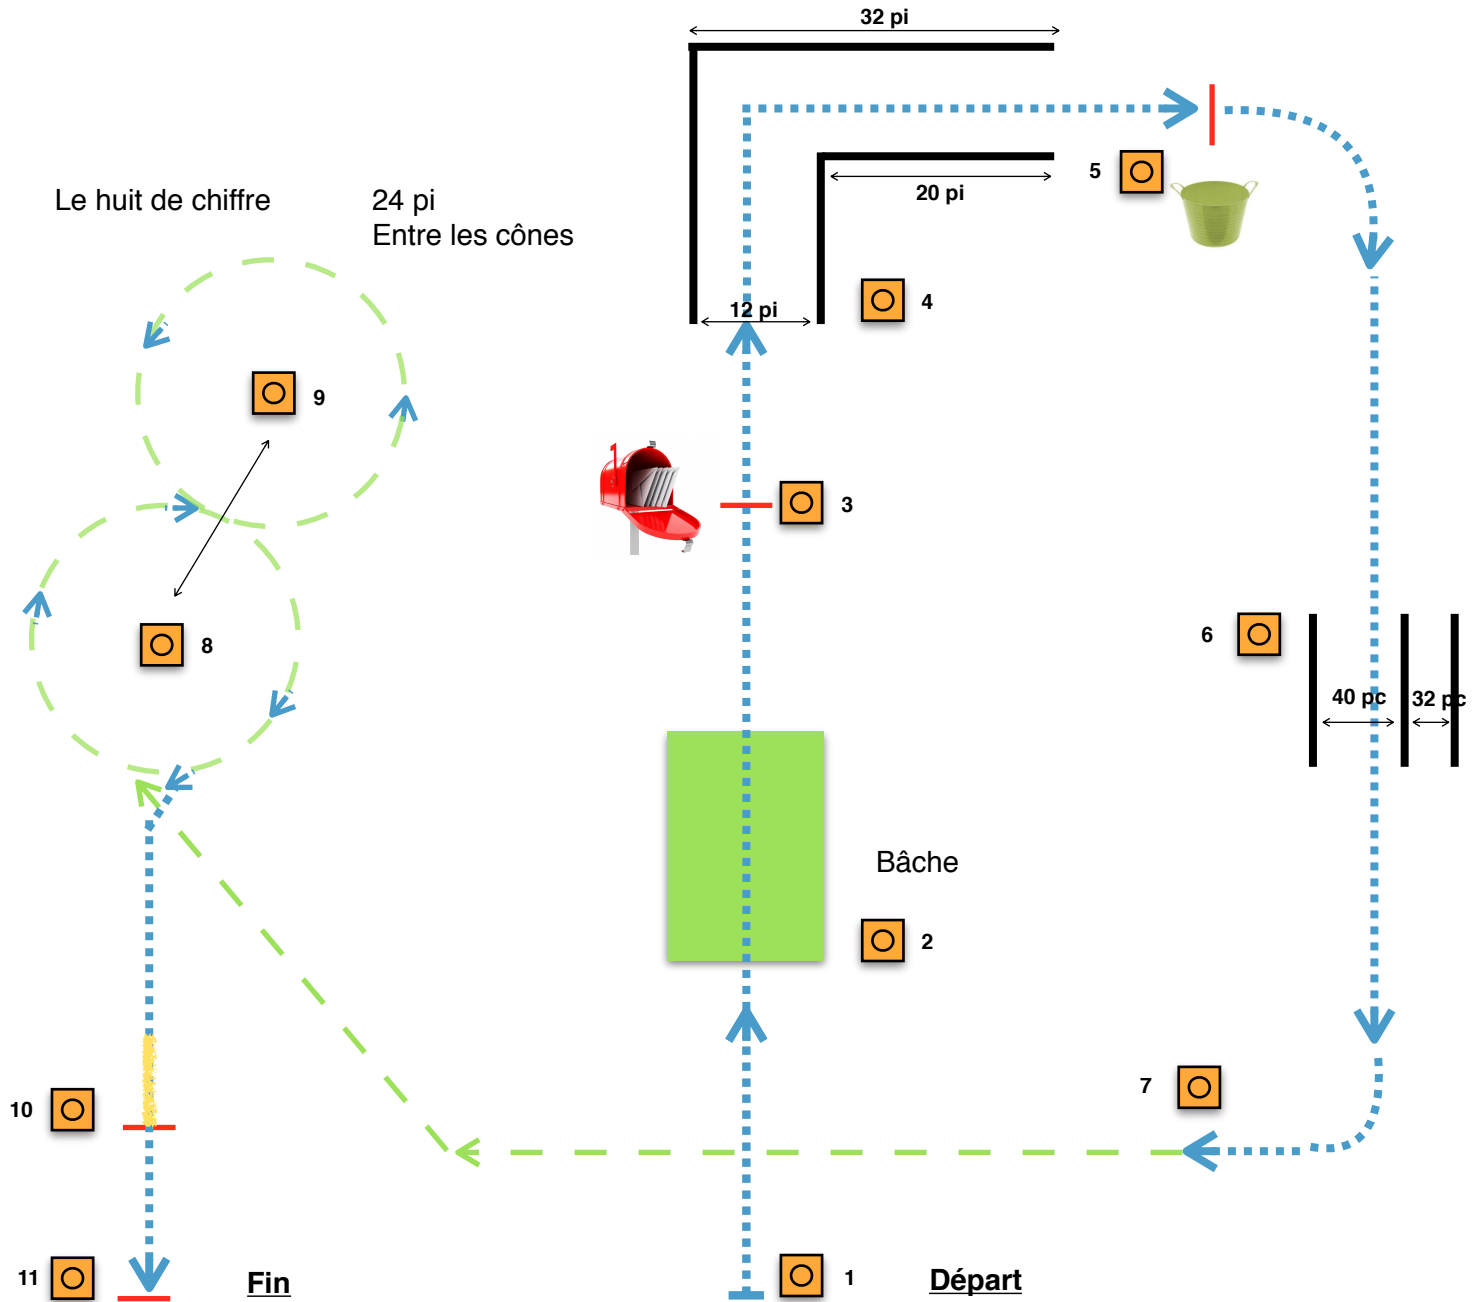 32 pi
Le huit de chiffre
24 pi
Entre les cônes
5
20 pi
12 pi
4
9
3
6
8
40 pc
32 pc
Bâche
2
7
10
11
Fin
1
Départ